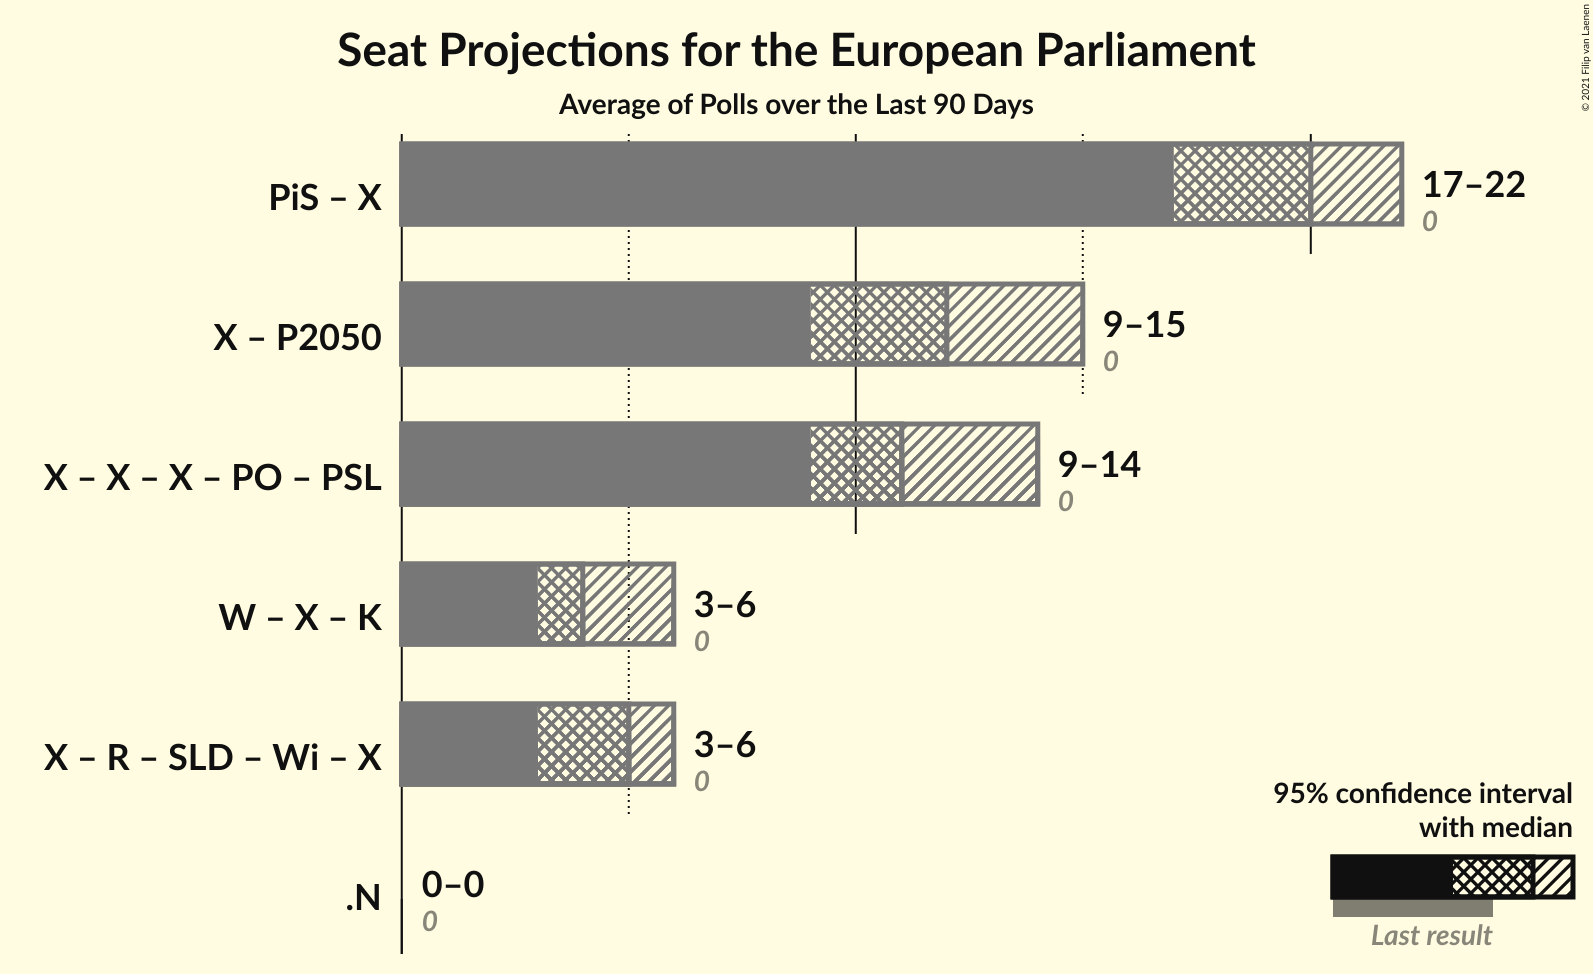 Seat Projections for the European Parliament
Average of Polls over the Last 90 Days
© 2021 Filip van Laenen
PiS – X
17–22
0
X – P2050
9–15
0
X – X – X – PO – PSL
9–14
0
W – X – K
3–6
0
X – R – SLD – Wi – X
3–6
0
.N
0–0
0
95% confidence interval
with median
Last result